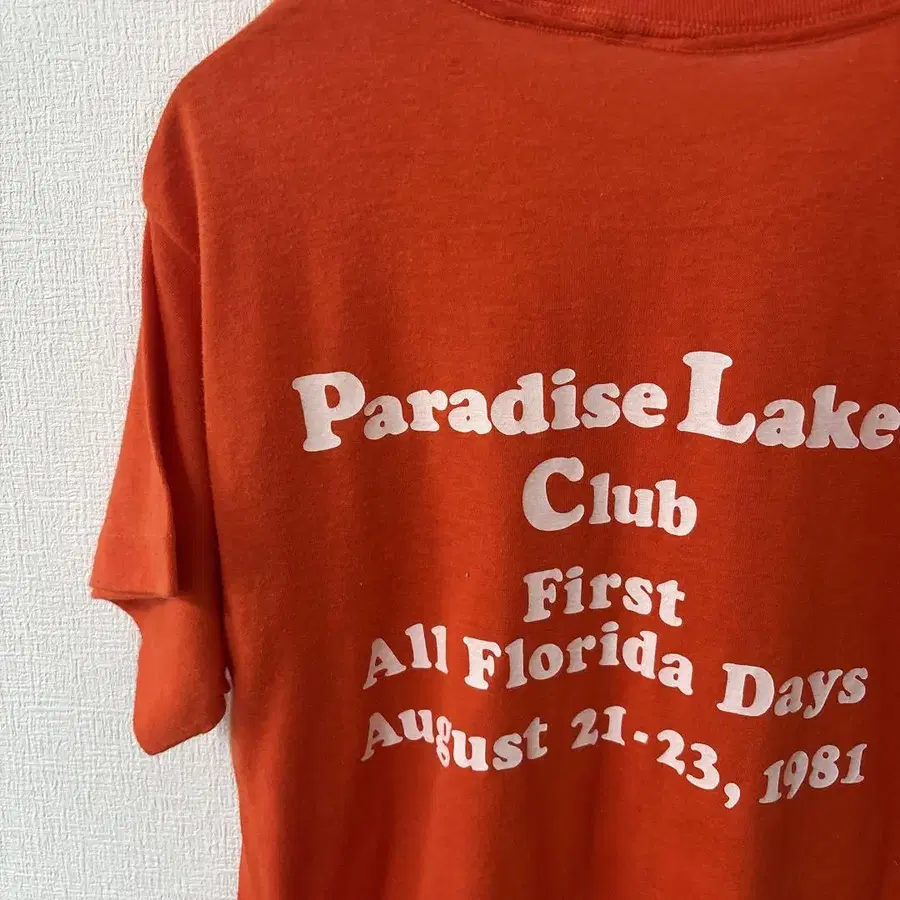 Paradise Lake
Club
First
All Florida Days
August 21-23, 1981